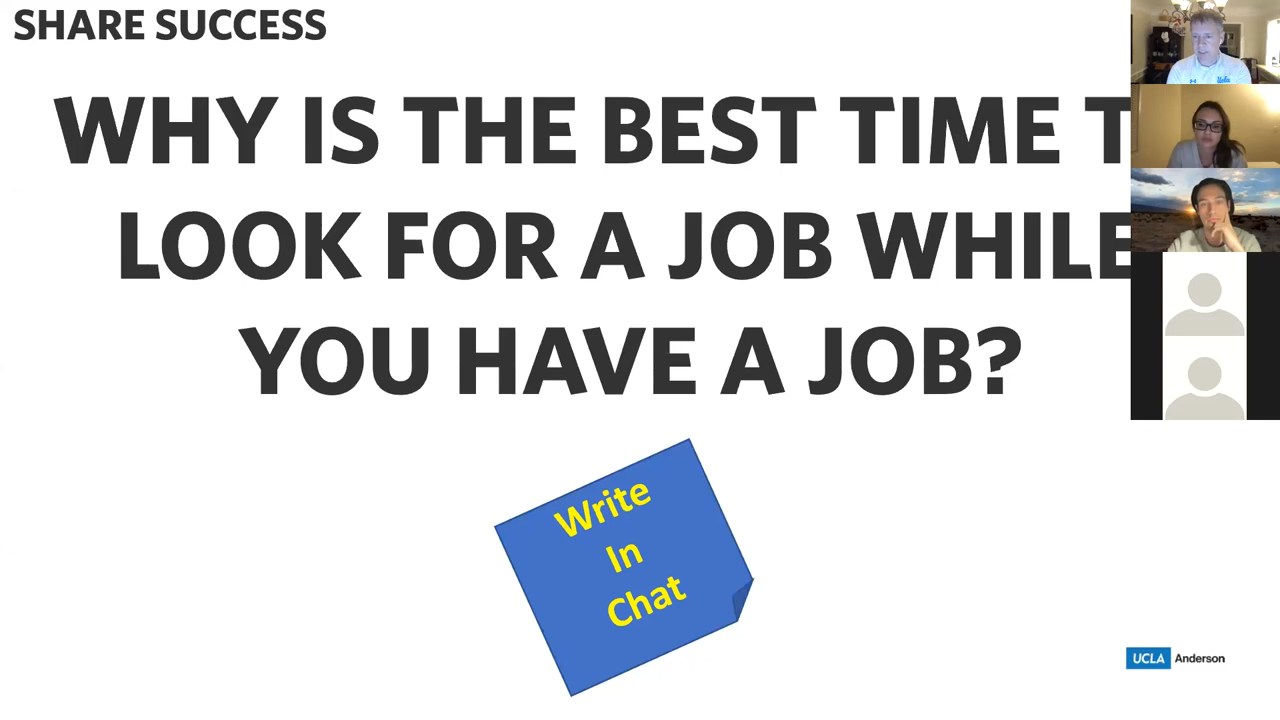 SHARE SUCCESS
WHY IS THE BEST TIME T
LOOK FOR A JOB WHILE
YOU HAVE A JOB?
Write
In
Chat
UCLA Anderson